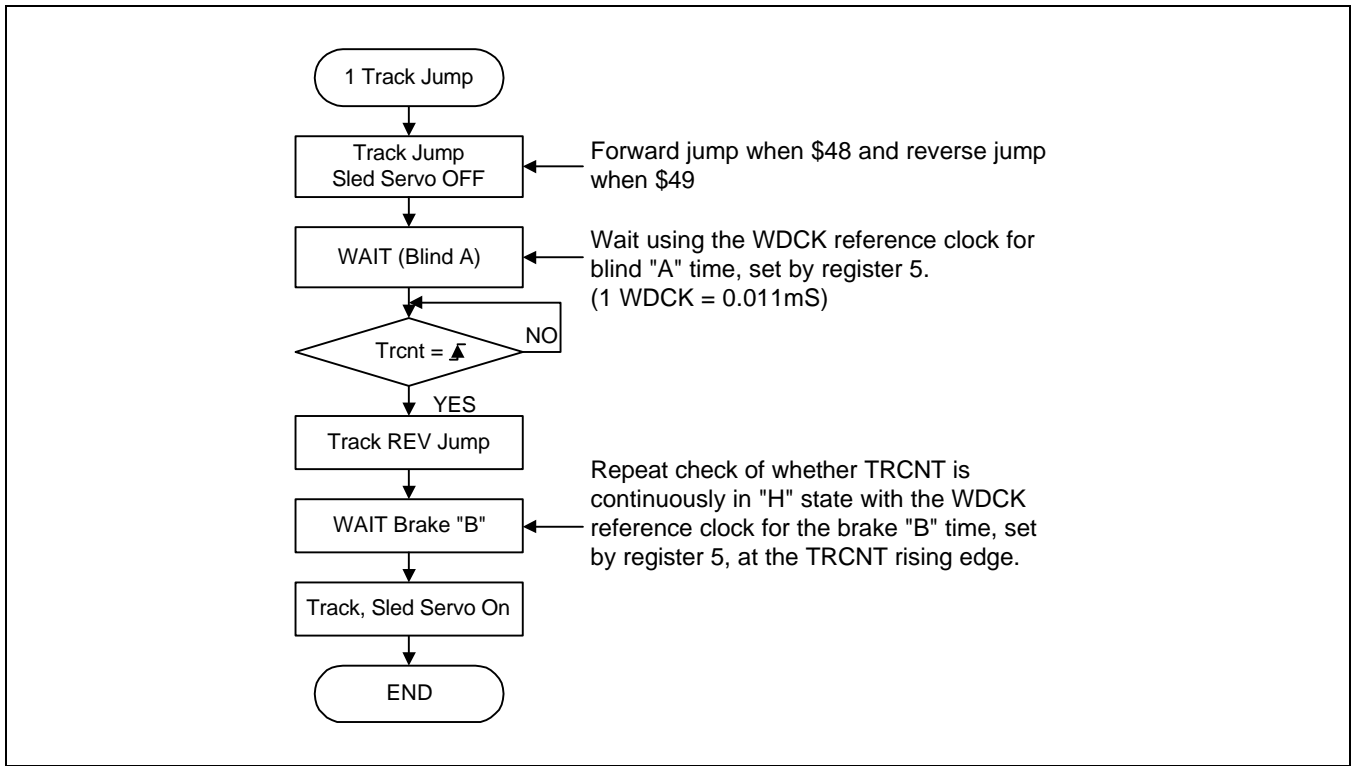 1 Track Jump
Track Jump
Sled Servo OFF
Forward jump when $48 and reverse jump
when $49
WAIT (Blind A)
Wait using the WDCK reference clock for
blind "A" time, set by register 5.
(1 WDCK = 0.011mS)
Trcnt =
NO
YES
Track REV Jump
WAIT Brake "B"
Repeat check of whether TRCNT is
continuously in "H" state with the WDCK
reference clock for the brake "B" time, set
by register 5, at the TRCNT rising edge.
Track, Sled Servo On
END